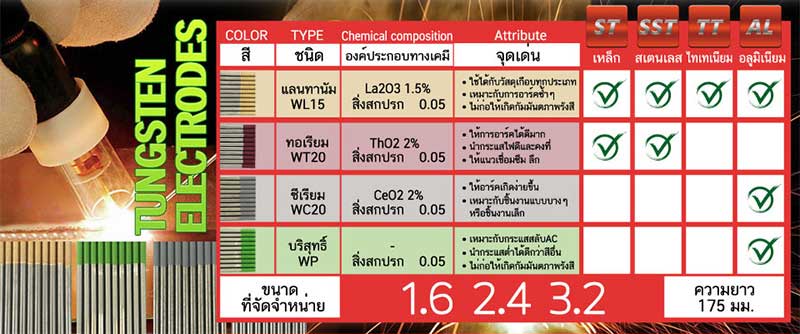 TUNGSTEN
ELECTRODES
COLOR TYPE Chemical composition Attribute ST SST TT AL
สี ชนิด องค์ประกอบทางเคมี จุดเด่น เหล็ก สเตนเลส ไทเทเนียม อลูมิเนียม
แลนทานัม
WL15
La2O3 1.5%
สิ่งสกปรก 0.05
• ใช้ได้กับวัสดุเกือบทุกประเภท
• เหมาะกับการอาร์คซ้ำๆ
• ไม่ก่อให้เกิดกัมมันตภาพรังสี
ทอเรียม
WT20
ThO2 2%
สิ่งสกปรก 0.05
• ให้การอาร์คได้ดีมาก
• นำกระแสไฟดีและคงที่
• ให้แนวเชื่อมซึม ลึก
ซีเรียม
WC20
CeO2 2%
สิ่งสกปรก 0.05
• ให้อาร์คเกิดง่ายขึ้น
• เหมาะกับชิ้นงานแบบบางๆ
หรือชิ้นงานเล็ก
บริสุทธิ์
WP
-
สิ่งสกปรก 0.05
• เหมาะกับกระแสสลับAC
• นำกระแสต่ำได้ดีกว่าสีอื่น
• ไม่ก่อให้เกิดกัมมันตภาพรังสี
ขนาด
ที่จัดจำหน่าย
1.6 2.4 3.2
ความยาว
175 มม.